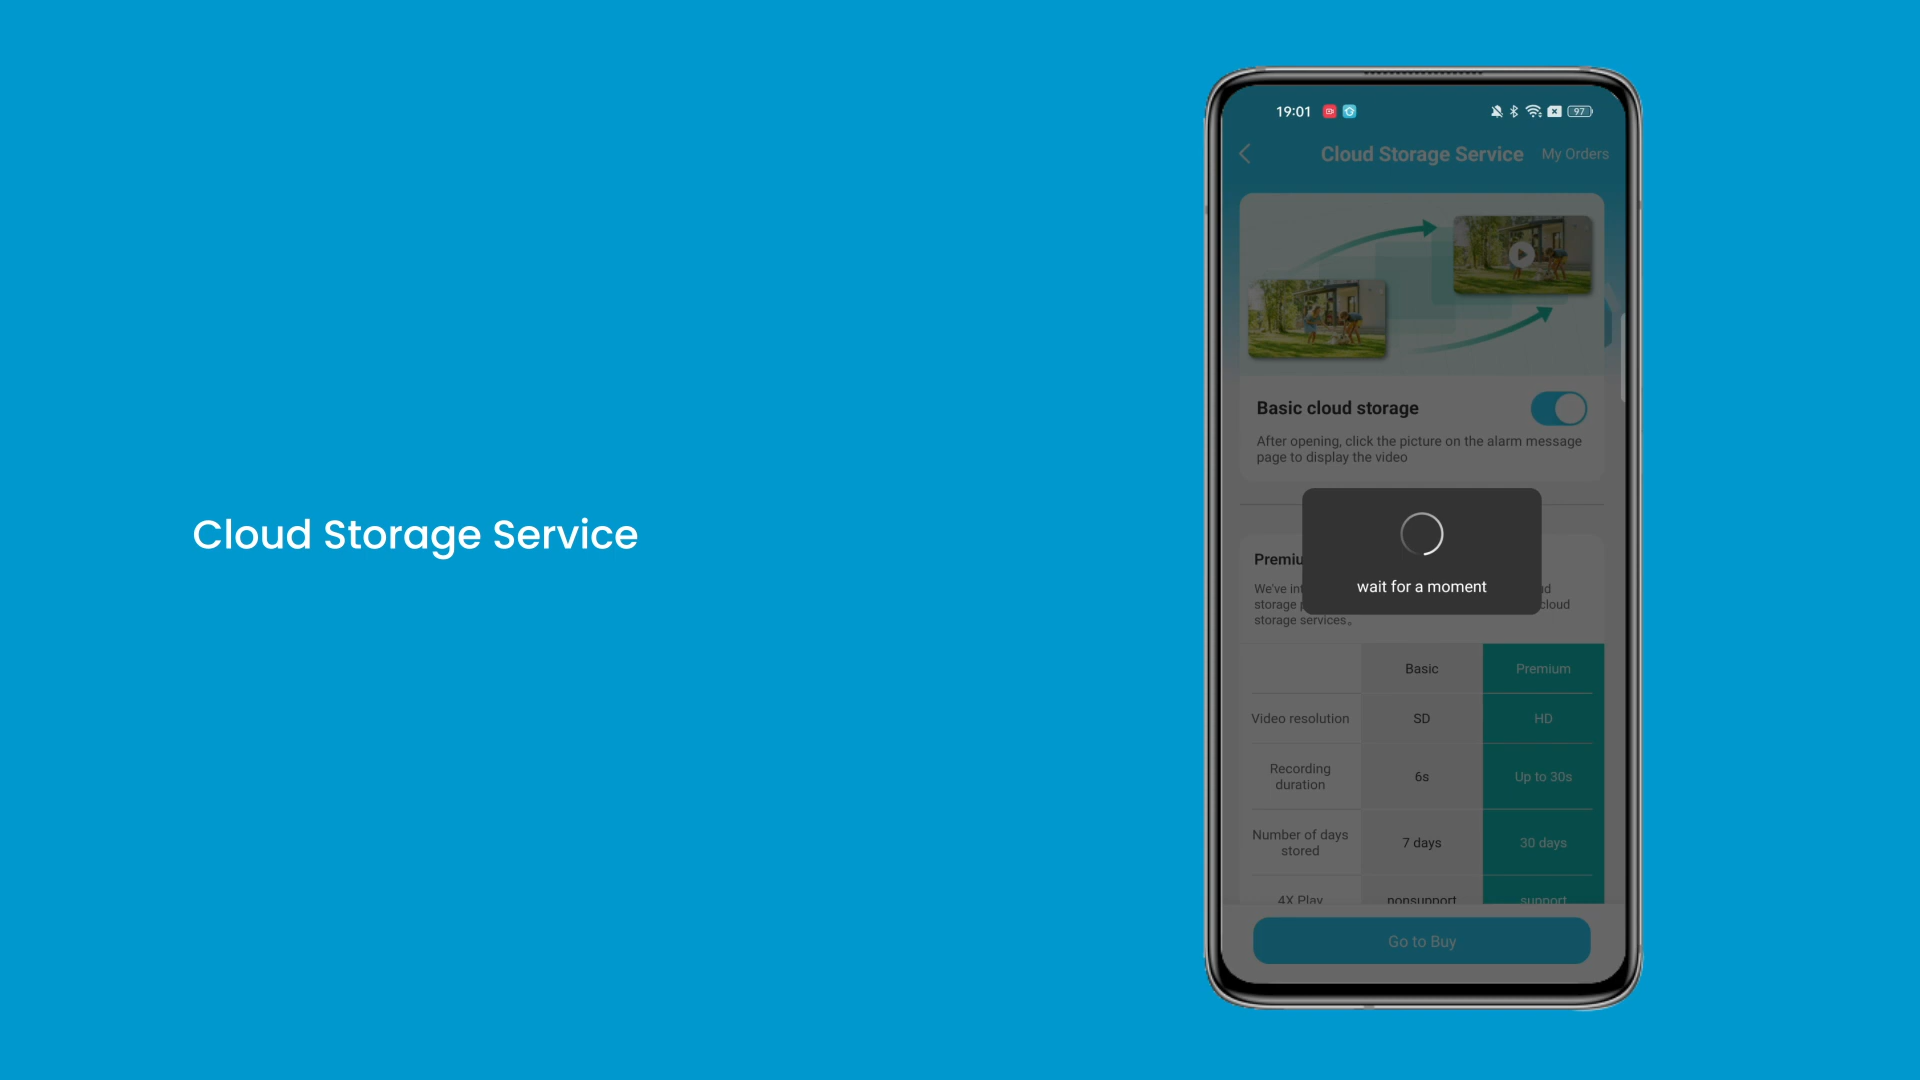 Cloud Storage Service
19:01
97
Cloud Storage Service
My Orders
Basic cloud storage
After opening, click the picture on the alarm message
page to display the video
wait for a moment
storage
cloud
storage services。
Basic
Premium
Video resolution
SD
HD
Recording
duration
6s
Up to 30s
Number of days
stored
7 days
30 days
4X Play
nonsupport
support
Go to Buy